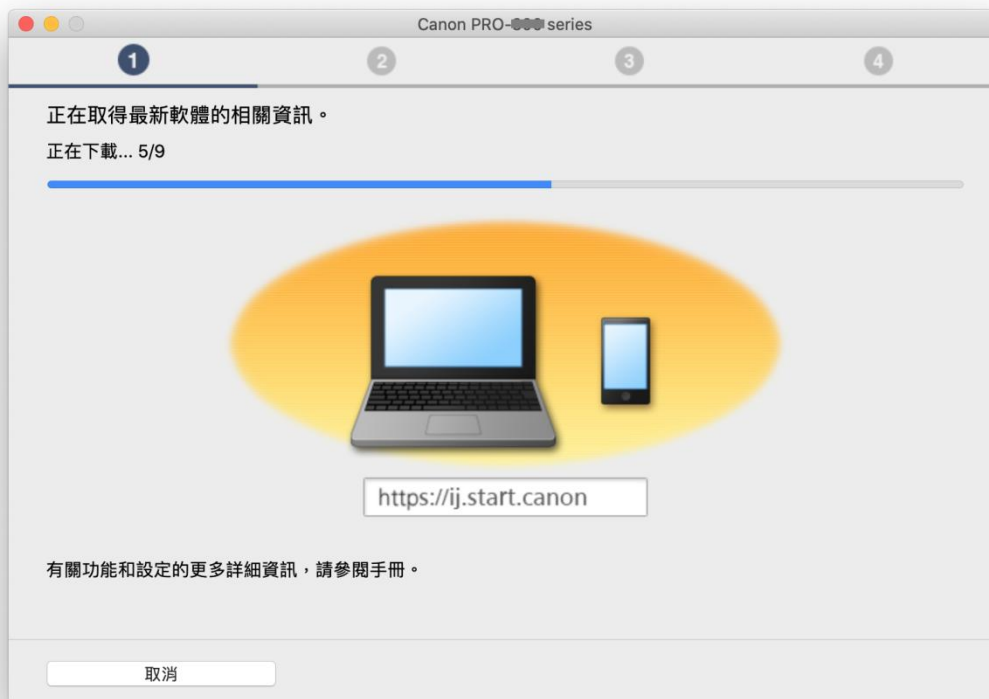 Canon PRO- series
1
2
3
4
正在取得最新軟體的相關資訊。
正在下載... 5/9
https://ij.start.canon
有關功能和設定的更多詳細資訊，請參閱手冊。
取消